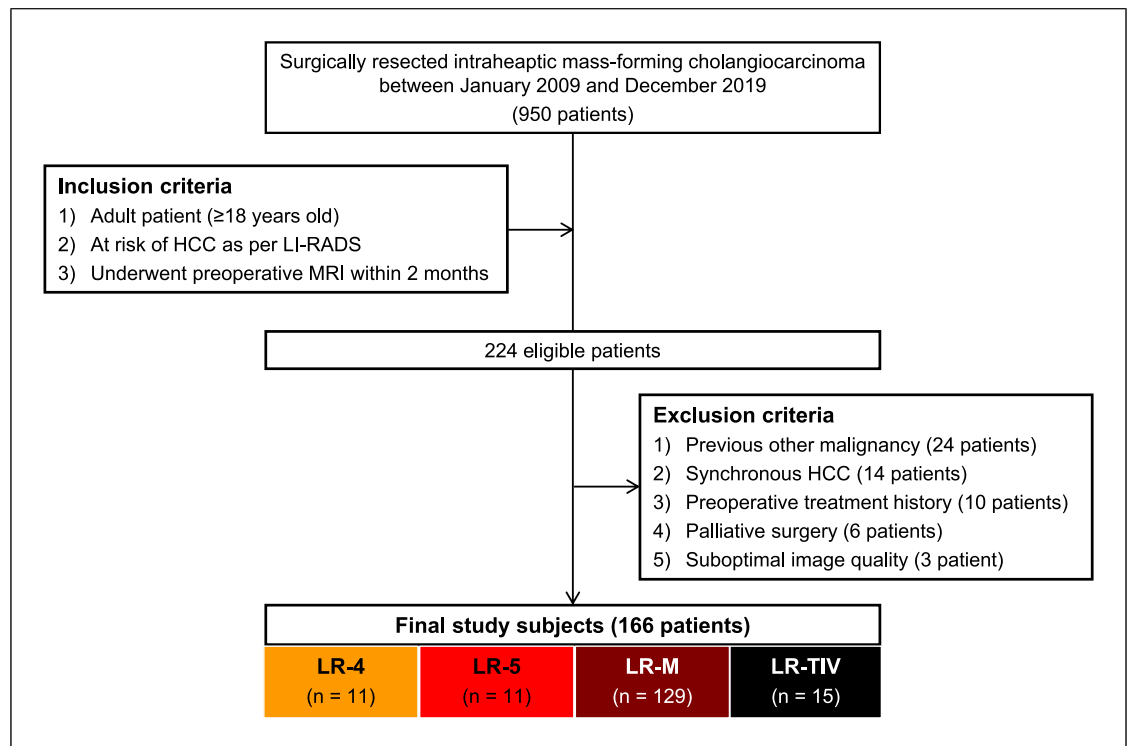 Surgically resected intraheaptic mass-forming cholangiocarcinoma
between January 2009 and December 2019
(950 patients)
Inclusion criteria
1) Adult patient (≥18 years old)
2) At risk of HCC as per LI-RADS
3) Underwent preoperative MRI within 2 months
224 eligible patients
Exclusion criteria
1) Previous other malignancy (24 patients)
2) Synchronous HCC (14 patients)
3) Preoperative treatment history (10 patients)
4) Palliative surgery (6 patients)
5) Suboptimal image quality (3 patient)
Final study subjects (166 patients)
LR-4 LR-5 LR-M LR-TIV
(n = 11) (n = 11) (n = 129) (n = 15)